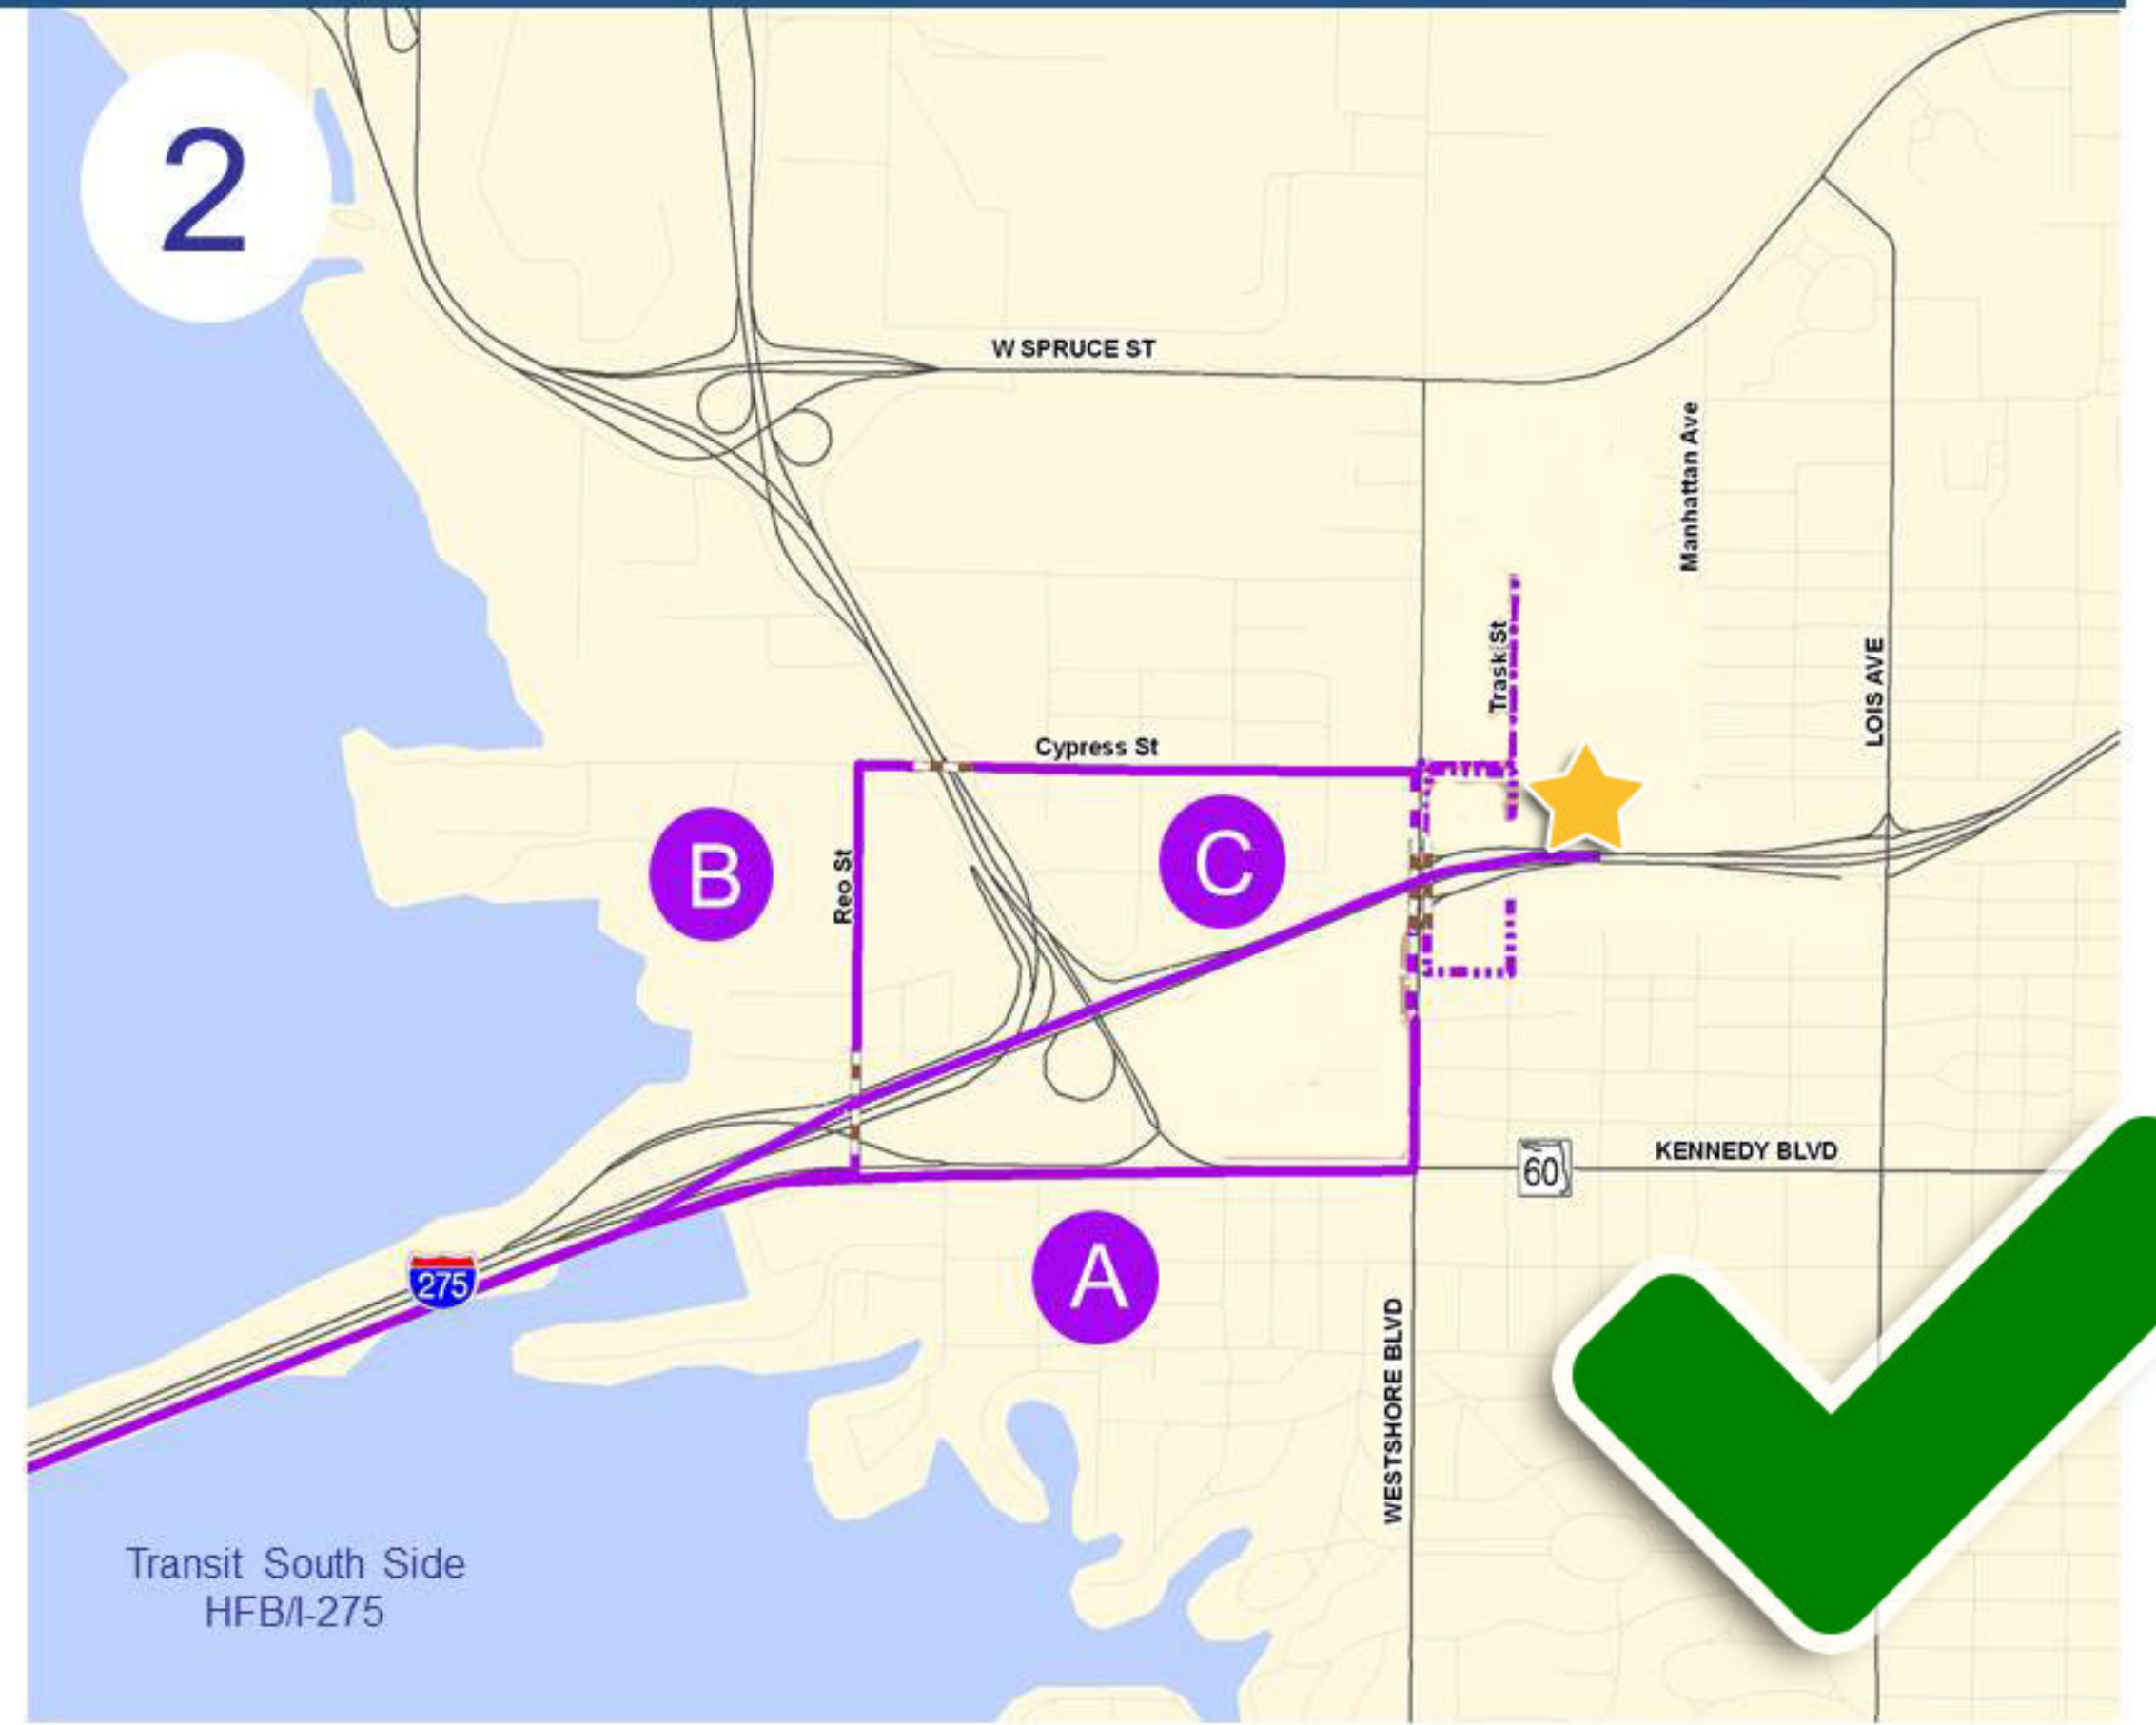 2
W SPRUCE ST
Manhattan Ave
Trask St
LOIS AVE
Cypress St
B
C
Reo St
KENNEDY BLVD
60
A
275
WESTSHORE BLVD
Transit South Side
HFB/I-275